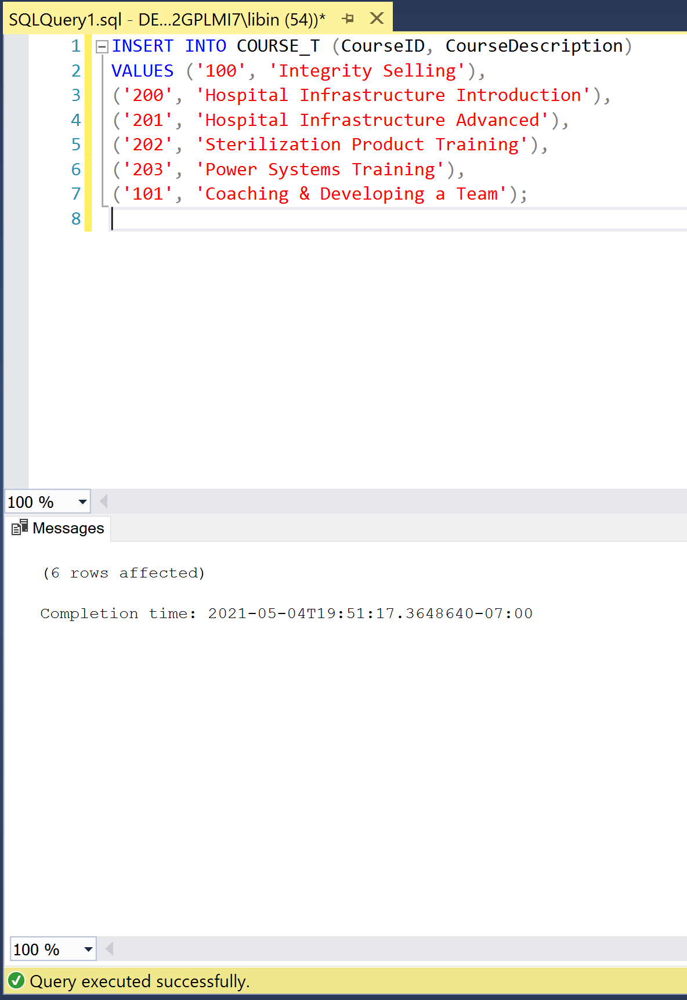 SQLQuery1.sql - DE...2GPLMI7\libin (54))*
1 INSERT INTO COURSE_T (CourseID, CourseDescription)
2 VALUES ('100', 'Integrity Selling'),
3 ('200', 'Hospital Infrastructure Introduction'),
4 ('201', 'Hospital Infrastructure Advanced'),
5 ('202', 'Sterilization Product Training'),
6 ('203', 'Power Systems Training'),
7 ('101', 'Coaching & Developing a Team');
8
100 %
Messages
(6 rows affected)
Completion time: 2021-05-04T19:51:17.3648640-07:00
100 %
Query executed successfully.